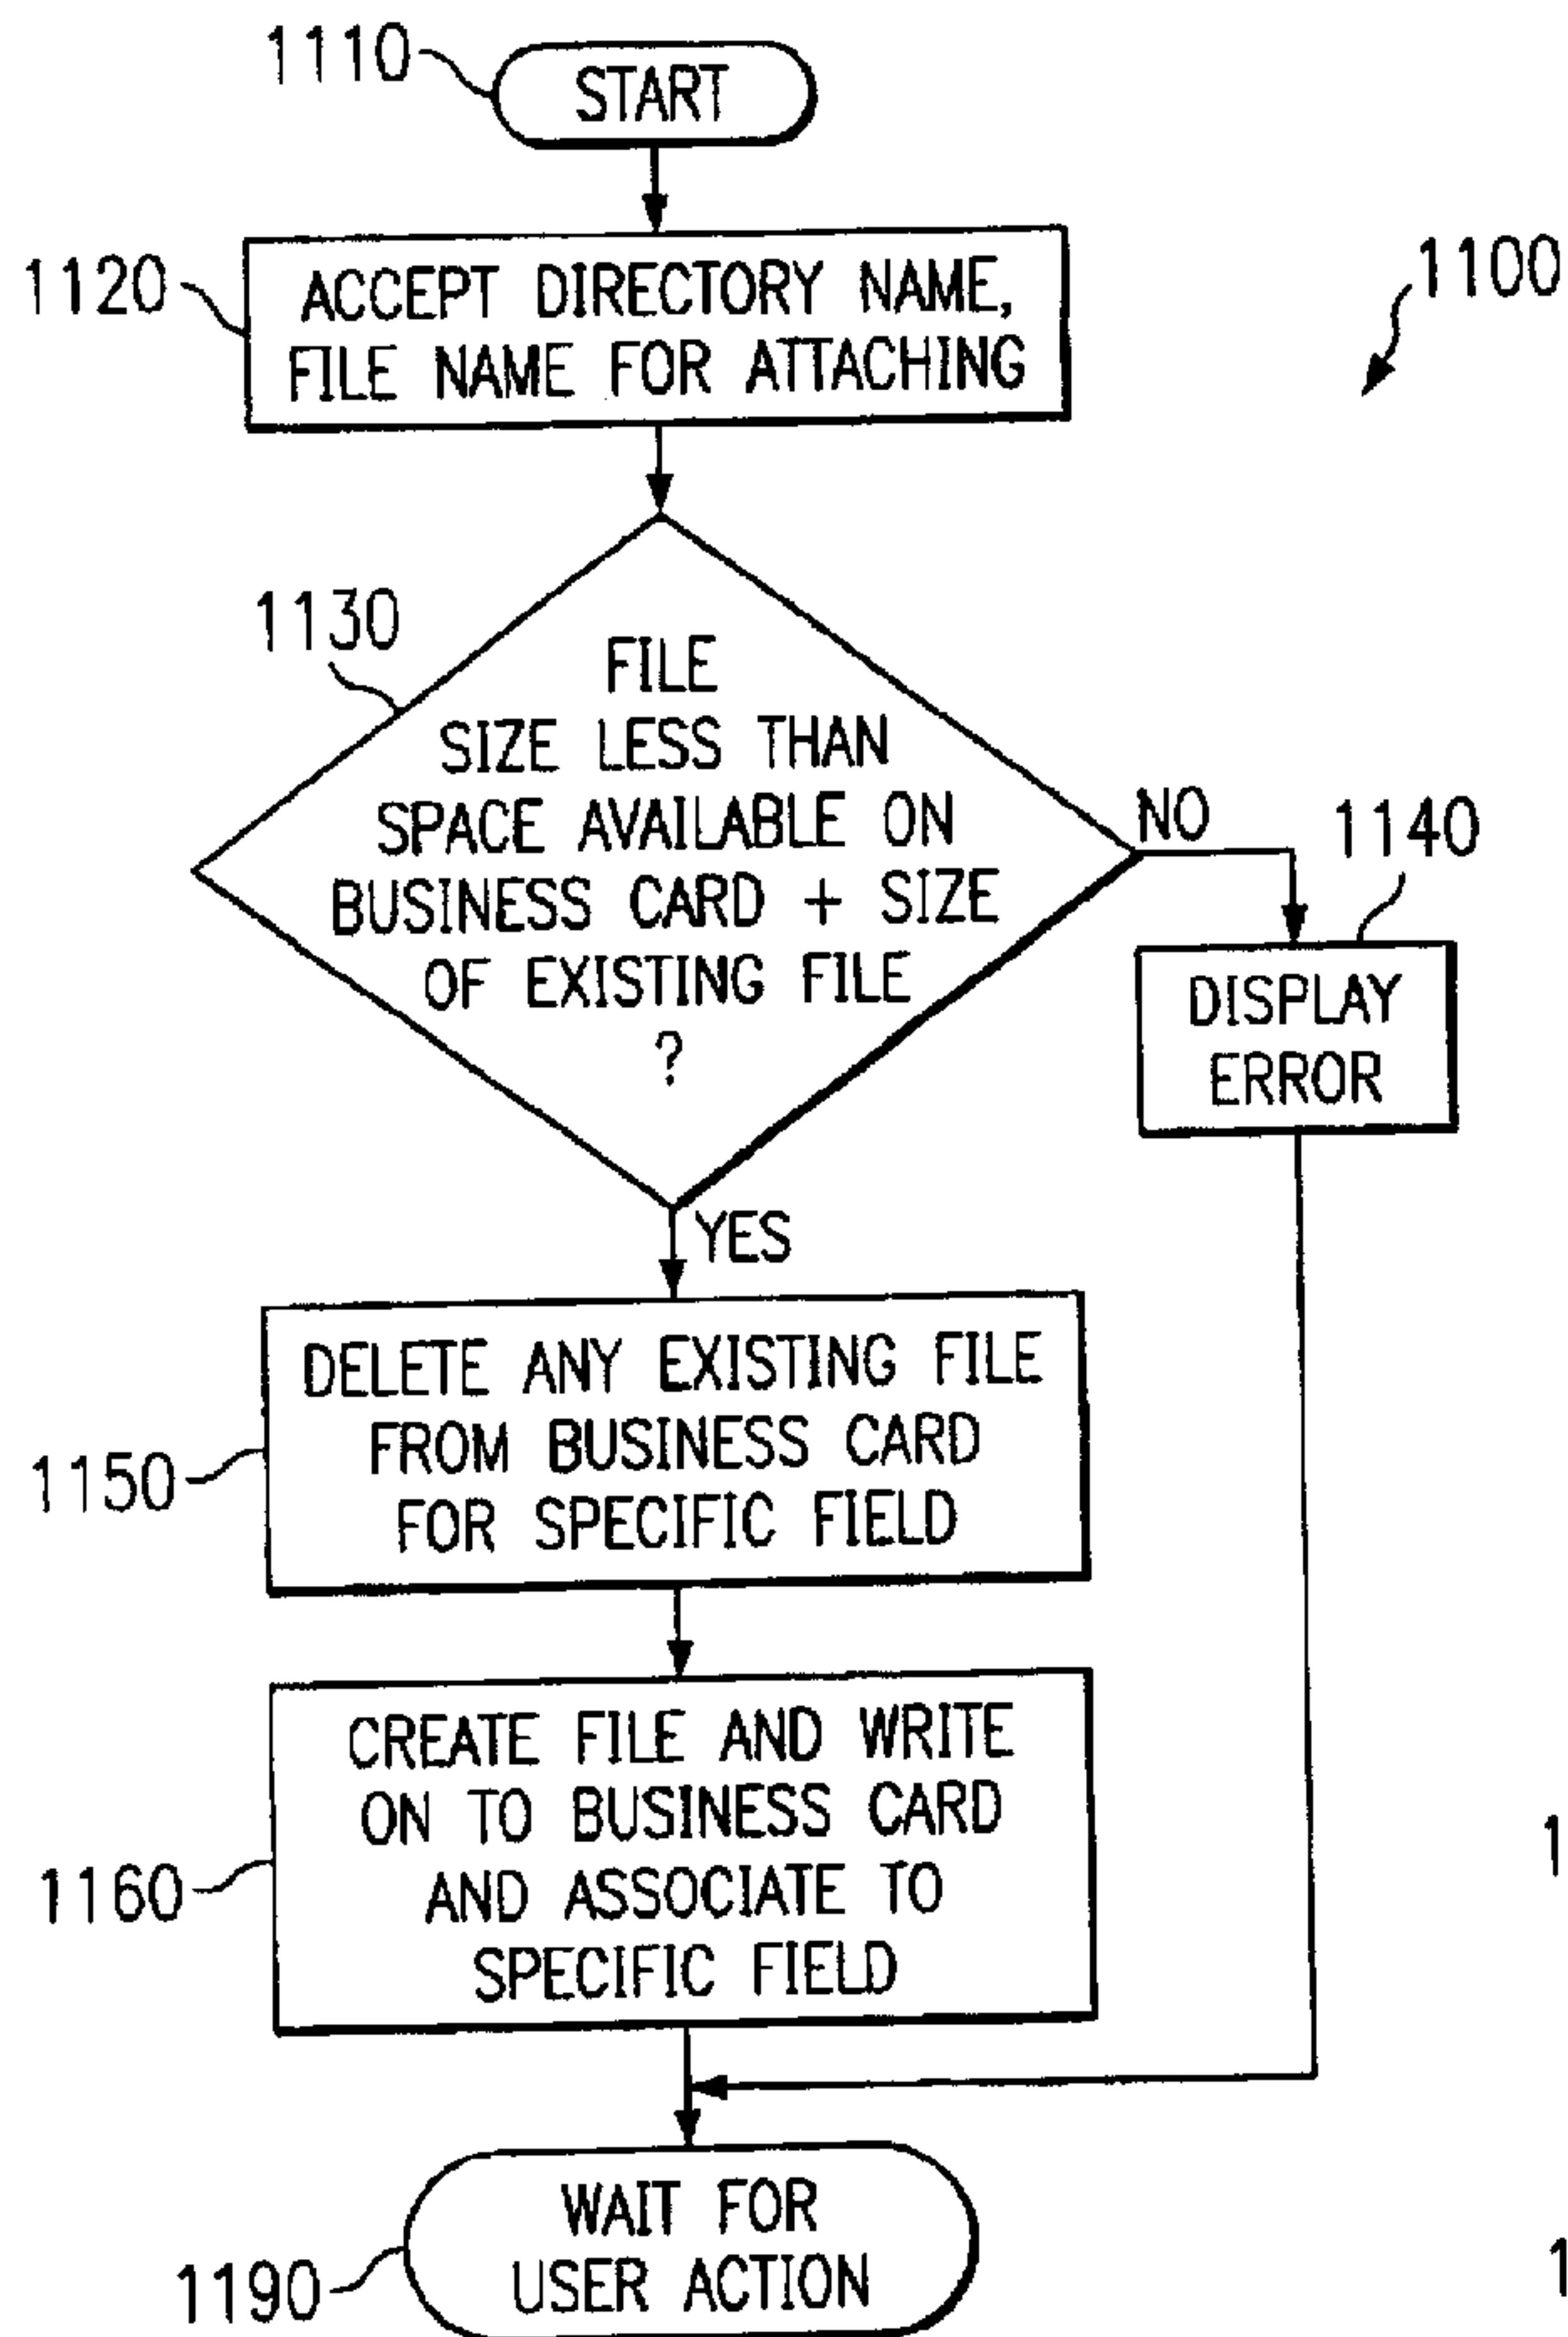 1110
START
1120
ACCEPT DIRECTORY NAME,
FILE NAME FOR ATTACHING
1100
1130
FILE
SIZE LESS THAN
SPACE AVAILABLE ON
BUSINESS CARD + SIZE
OF EXISTING FILE
?
NO
1140
DISPLAY
ERROR
YES
DELETE ANY EXISTING FILE
FROM BUSINESS CARD
FOR SPECIFIC FIELD
1150
CREATE FILE AND WRITE
ON TO BUSINESS CARD
AND ASSOCIATE TO
SPECIFIC FIELD
1160
WAIT FOR
USER ACTION
1190